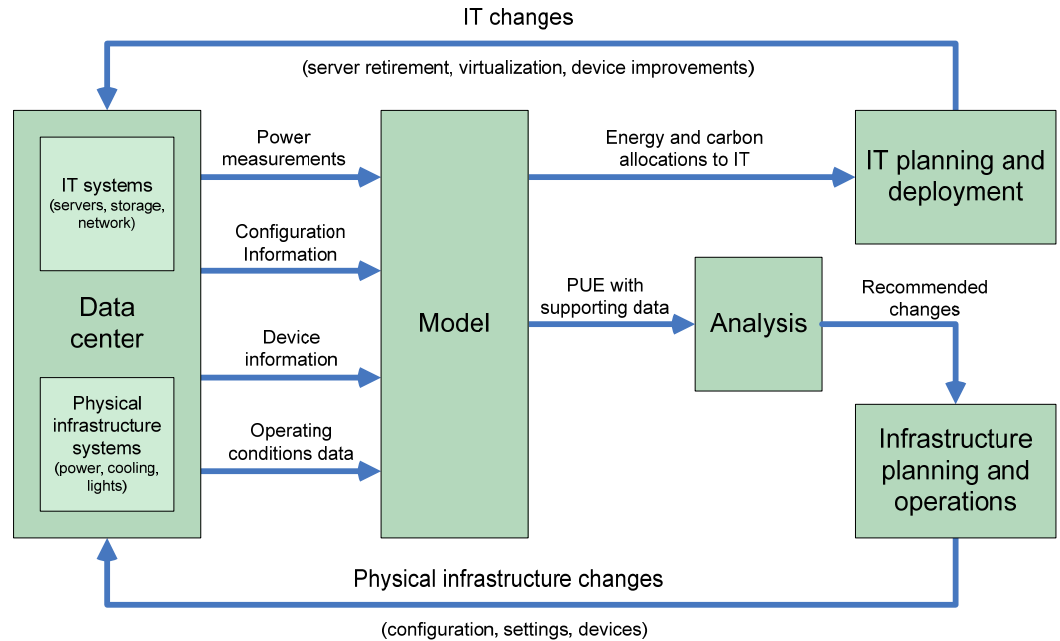 IT changes
(server retirement, virtualization, device improvements)
IT systems
(servers, storage,
network)
Data
center
Physical
infrastructure
systems
(power, cooling,
lights)
Power
measurements
Configuration
Information
Device
information
Operating
conditions data
Model
Energy and carbon
allocations to IT
PUE with
supporting data
Analysis
IT planning and
deployment
Recommended
changes
Infrastructure
planning and
operations
Physical infrastructure changes
(configuration, settings, devices)